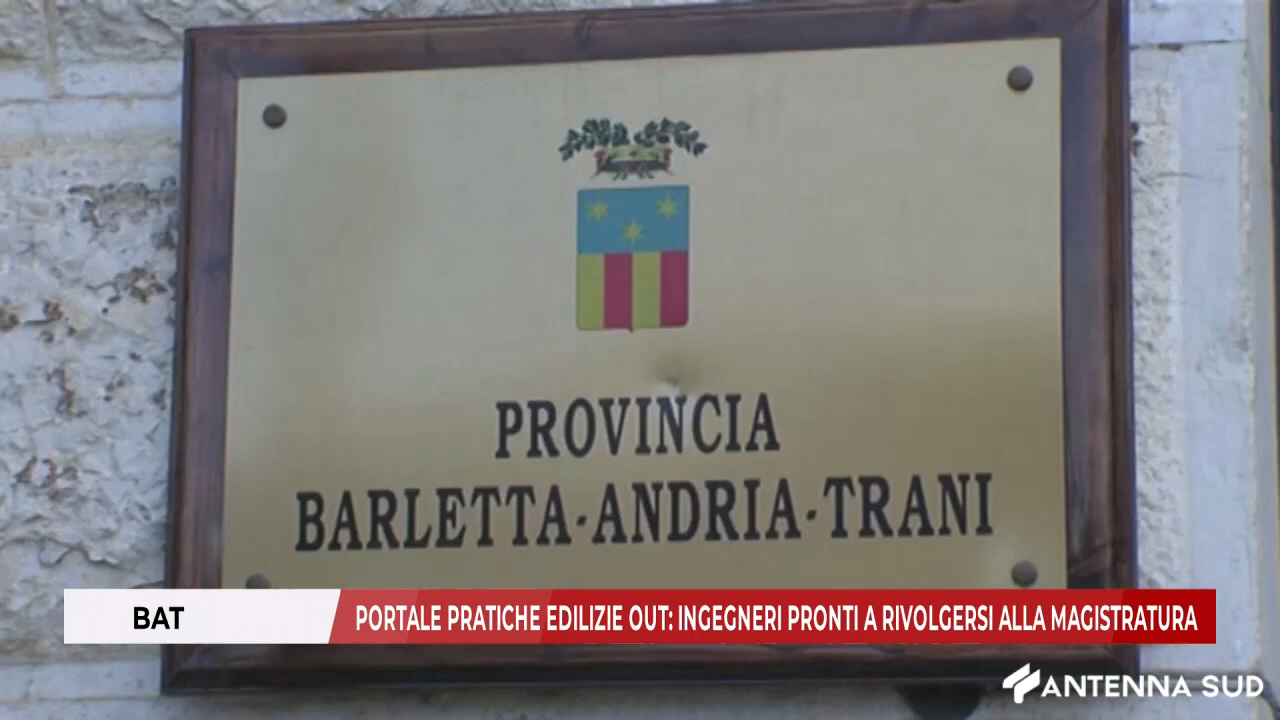 PROVINCIA
BARLETTA-ANDRIA-TRANI
BAT
PORTALE PRATICHE EDILIZIE OUT: INGEGNERI PRONTI A RIVOLGERSI ALLA MAGISTRATURA
ANTENNA SUD